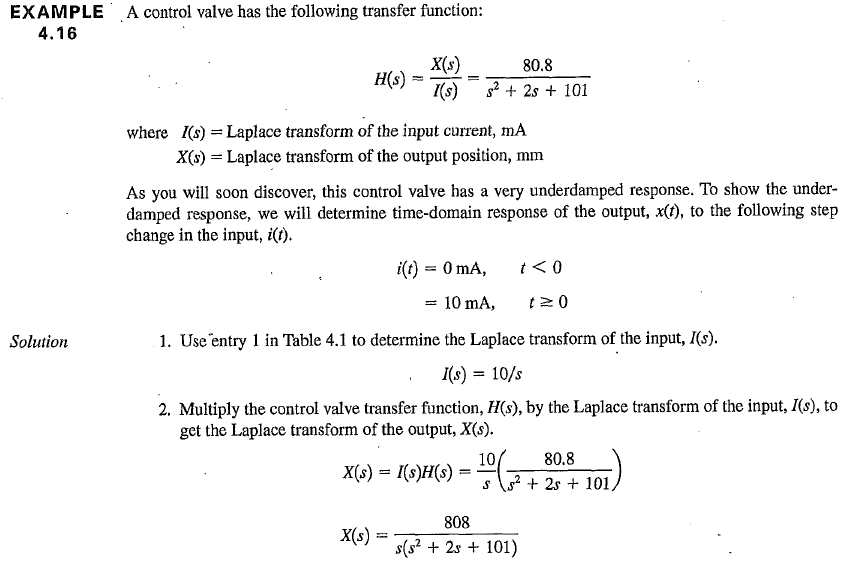 EXAMPLE 4.16 A control valve has the following transfer function:
H(s) = X(s)/I(s) = 80.8/(s² + 2s + 101)
where I(s) = Laplace transform of the input current, mA
X(s) = Laplace transform of the output position, mm
As you will soon discover, this control valve has a very underdamped response. To show the under-
damped response, we will determine time-domain response of the output, x(t), to the following step
change in the input, i(t).
i(t) = 0 mA, t < 0
= 10 mA, t ≥ 0
Solution 1. Use entry 1 in Table 4.1 to determine the Laplace transform of the input, I(s).
I(s) = 10/s
2. Multiply the control valve transfer function, H(s), by the Laplace transform of the input, I(s), to
get the Laplace transform of the output, X(s).
X(s) = I(s)H(s) = 10/s (80.8/(s² + 2s + 101))
X(s) = 808/(s(s² + 2s + 101))